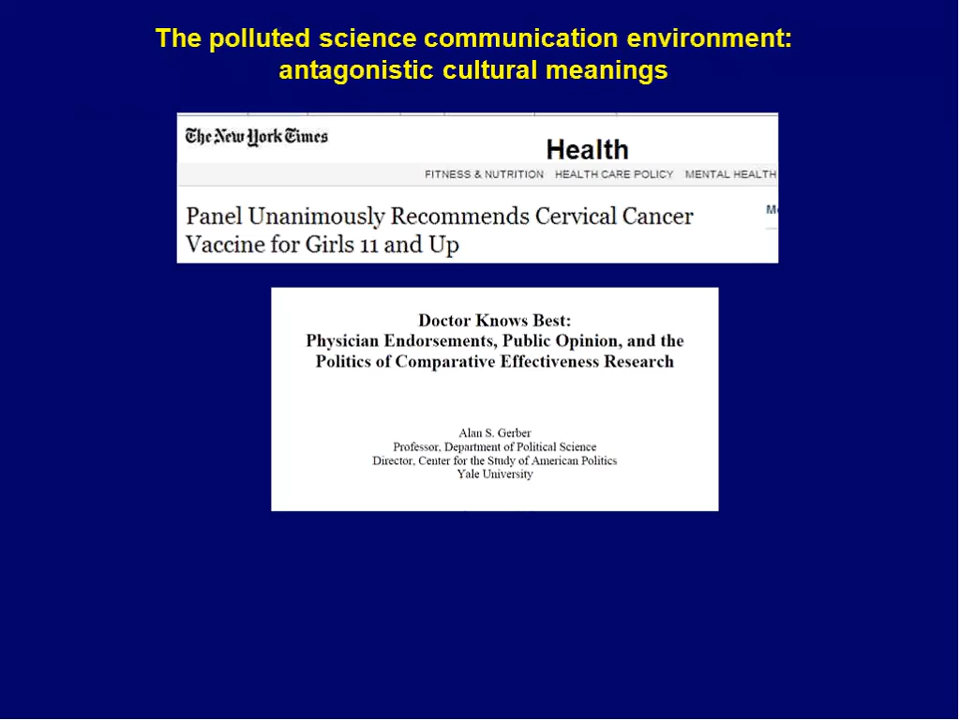 The polluted science communication environment:
antagonistic cultural meanings
The New York Times
Health
FITNESS & NUTRITION HEALTH CARE POLICY MENTAL HEALTH
Panel Unanimously Recommends Cervical Cancer
Vaccine for Girls 11 and Up
Doctor Knows Best:
Physician Endorsements, Public Opinion, and the
Politics of Comparative Effectiveness Research
Alan S. Gerber
Professor, Department of Political Science
Director, Center for the Study of American Politics
Yale University